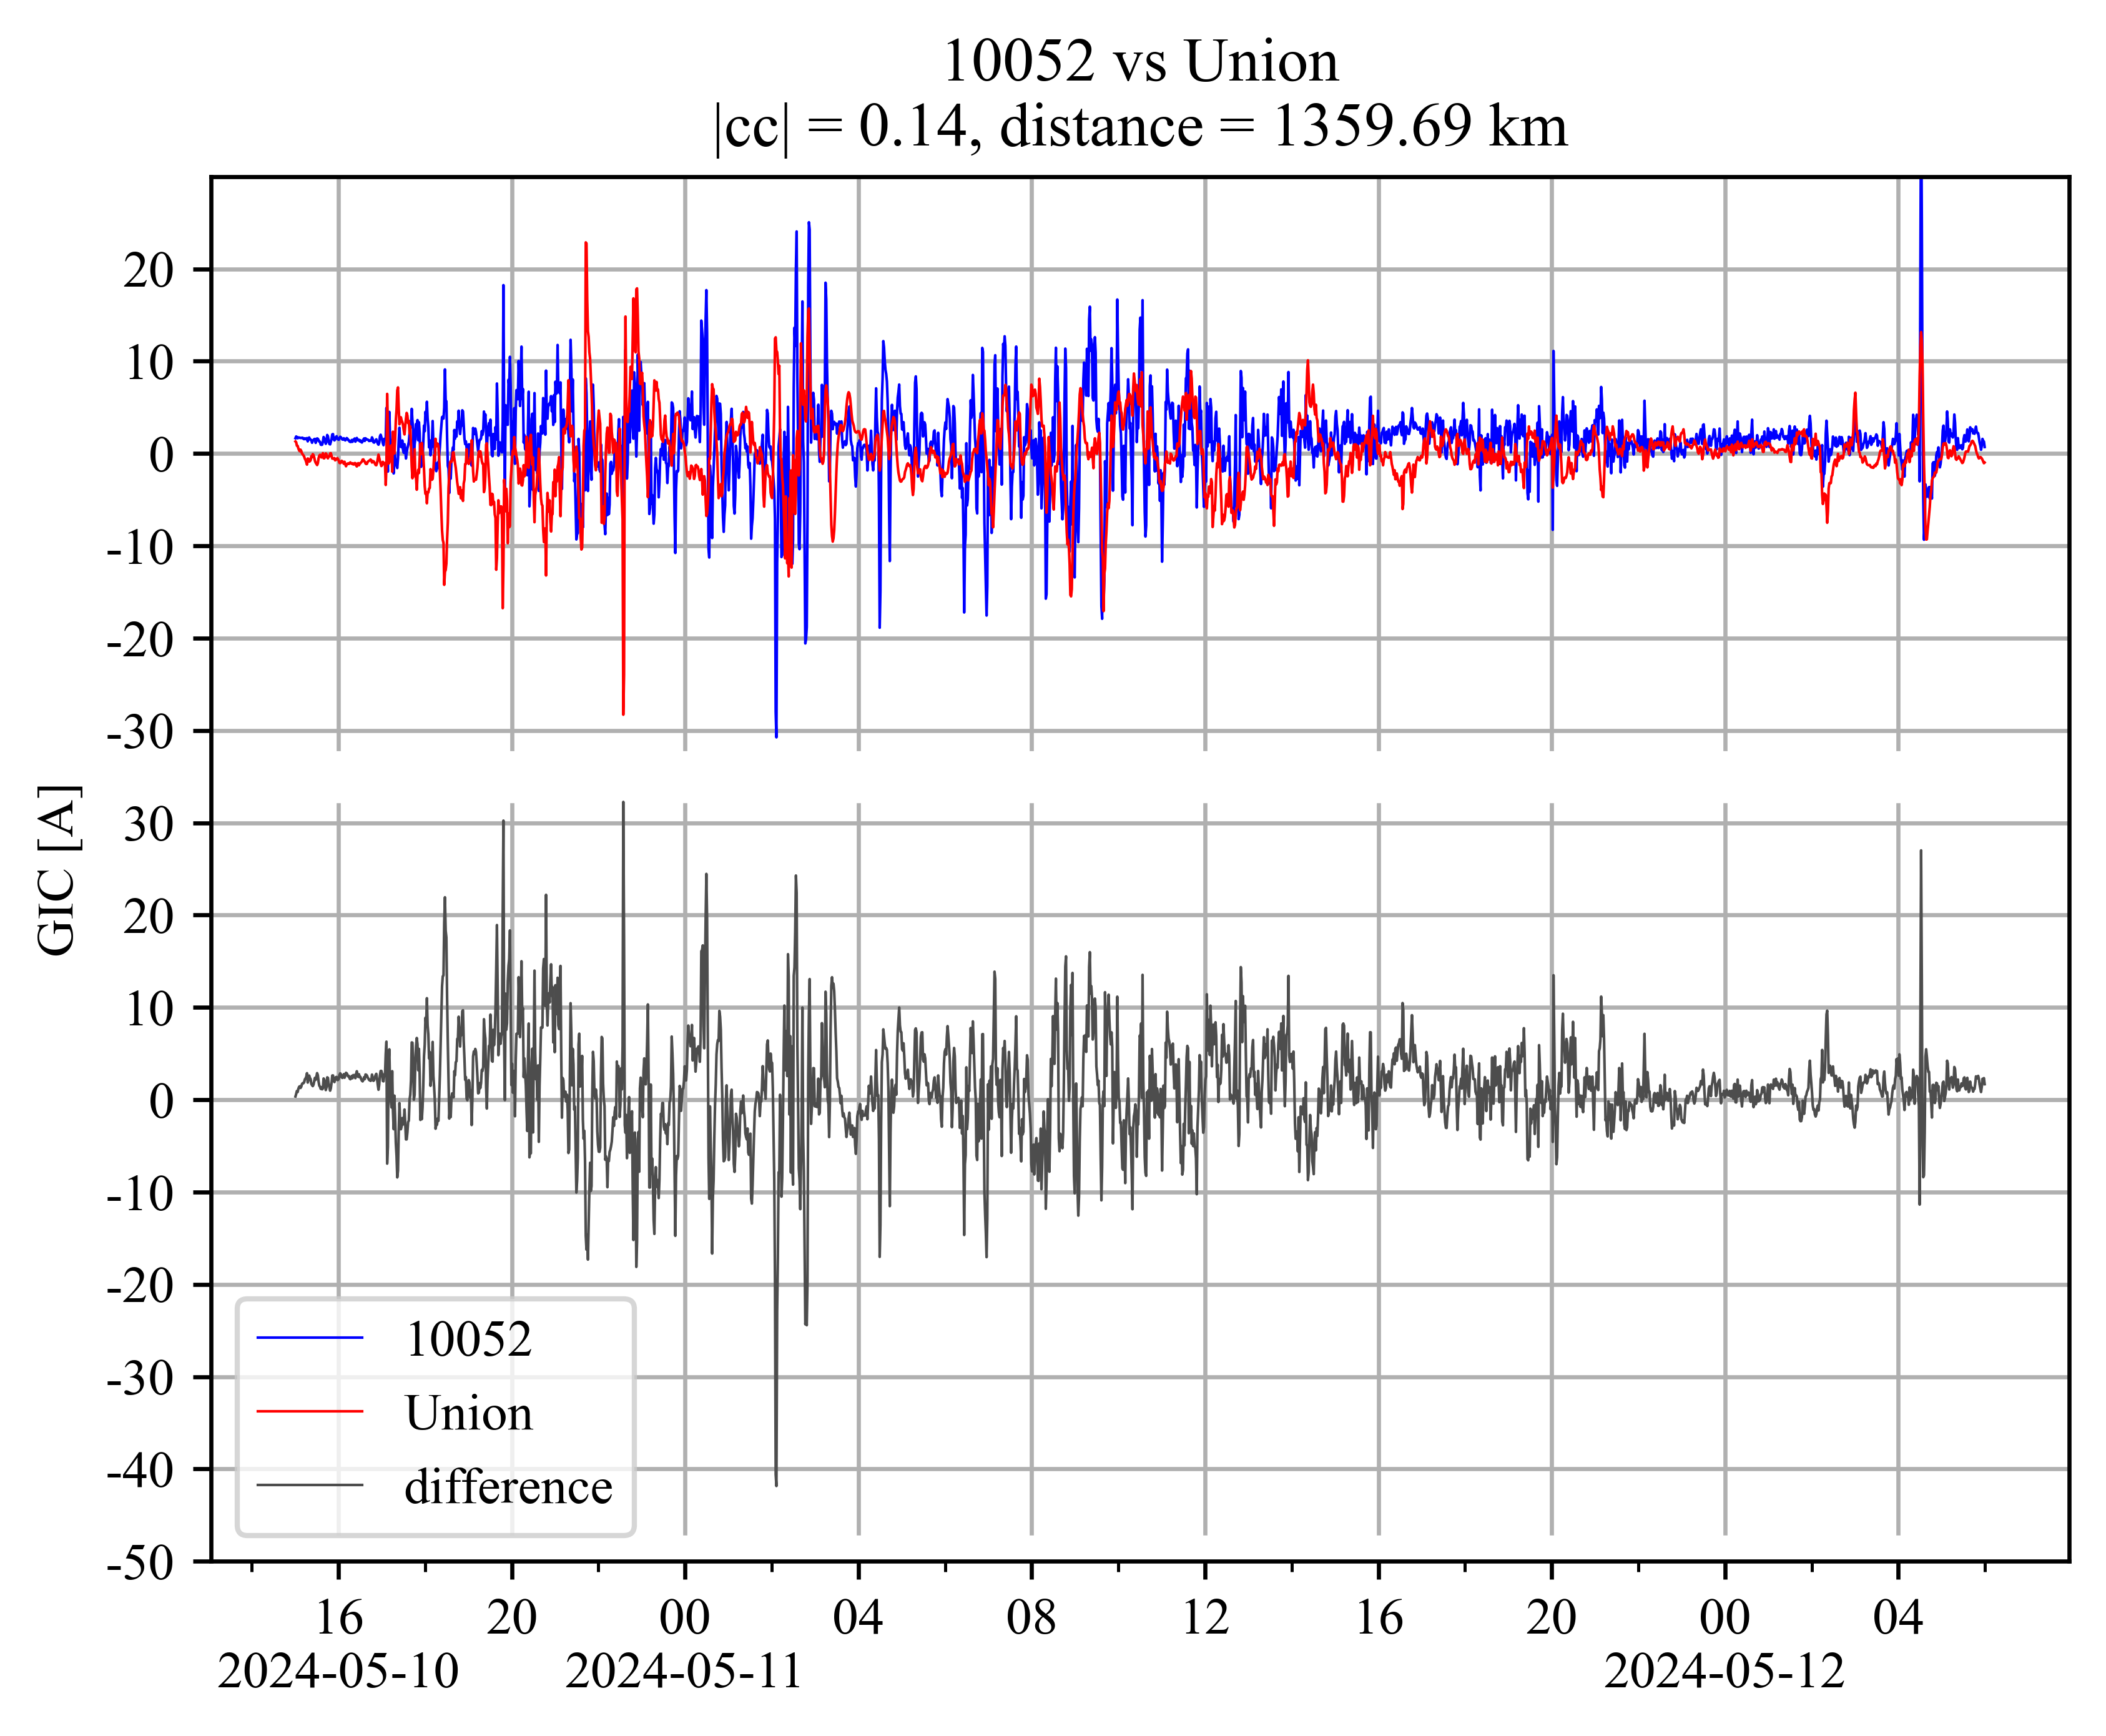 10052 vs Union
|cc| = 0.14, distance = 1359.69 km
20
10
0
-10
-20
-30
30
20
10
0
-10
-20
-30
-40
-50
GIC [A]
10052
Union
difference
16 20 00 04 08 12 16 20 00 04
2024-05-10 2024-05-11 2024-05-12